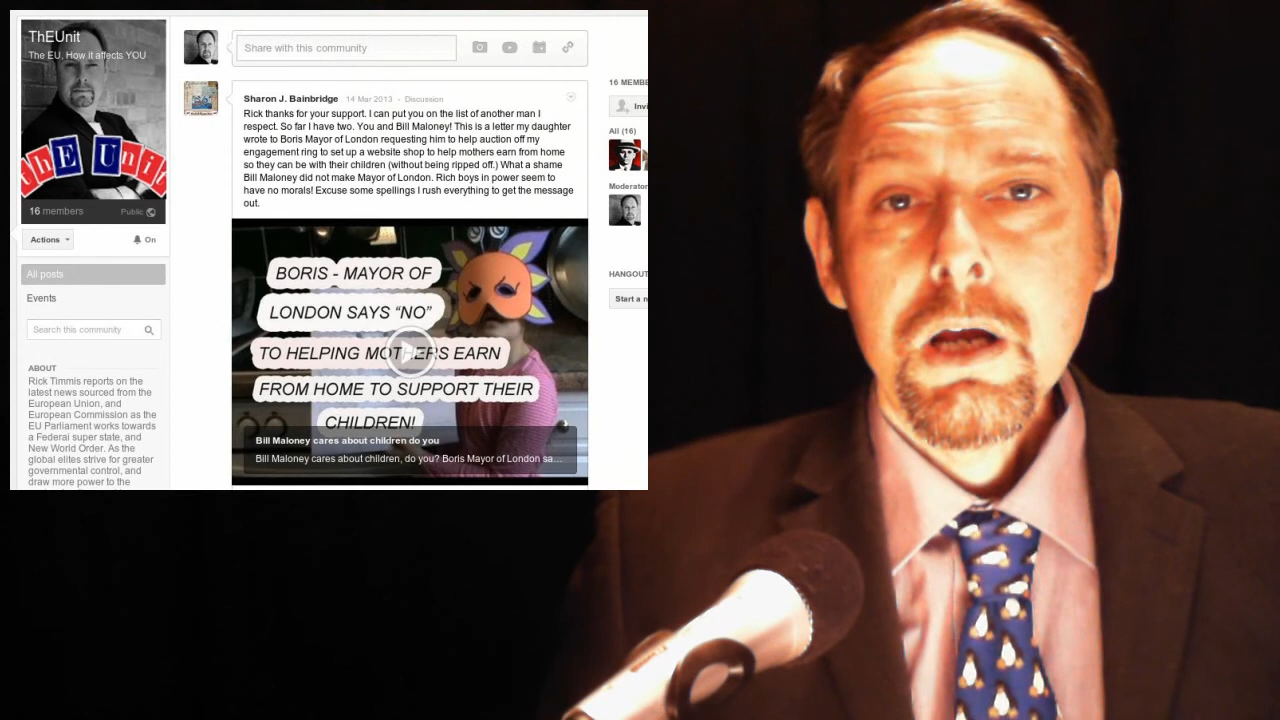 ThEUnit
The EU. How it affects YOU
thE Unit
16 members
Public
Actions
On
All posts
Events
Search this community
ABOUT
Rick Timmis reports on the
latest news sourced from the
European Union, and
European Commission as the
EU Parliament works towards
a Federal super state, and
New World Order. As the
global elites strive for greater
governmental control, and
draw more power to the
Share with this community
Sharon J. Bainbridge 14 Mar 2013 - Discussion
Rick thanks for your support. I can put you on the list of another man I
respect. So far I have two. You and Bill Maloney! This is a letter my daughter
wrote to Boris Mayor of London requesting him to help auction off my
engagement ring to set up a website shop to help mothers earn from home
so they can be with their children (without being ripped off.) What a shame
Bill Maloney did not make Mayor of London. Rich boys in power seem to
have no morals! Excuse some spellings I rush everything to get the message
out.
BORIS - MAYOR OF
LONDON SAYS “NO”
TO HELPING MOTHERS EARN
FROM HOME TO SUPPORT THEIR
CHILDREN!
Bill Maloney cares about children do you
Bill Maloney cares about children, do you? Boris Mayor of London sa...
16 MEMBE
Invi
All (16)
Moderator
HANGOUT
Start a n